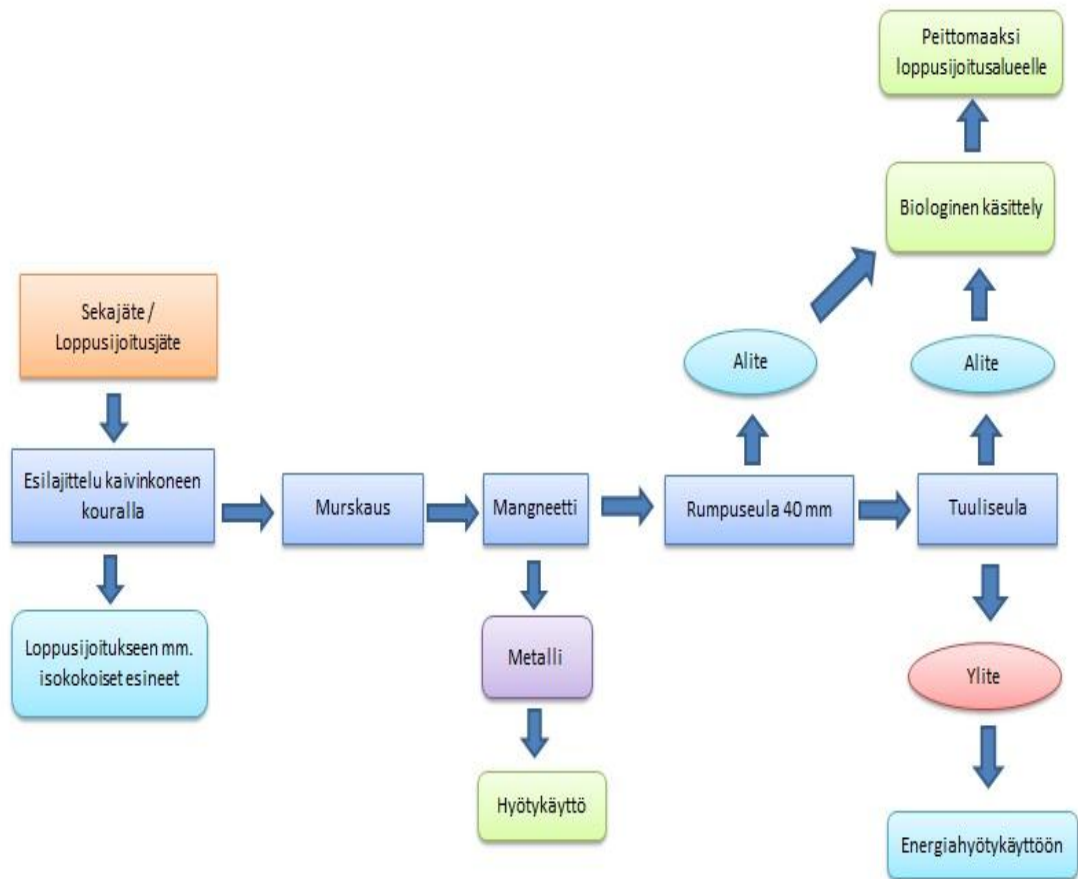 Peittomaaksi
loppusijoitusalueelle
Biologinen käsittely
Sekajäte /
Loppusijoitusjäte
Alite
Alite
Esilajittelu kaivinkoneen
kouralla
Murskaus
Mangneetti
Rumpuseula 40 mm
Tuuliseula
Loppusijoitukseen mm.
isokokoiset esineet
Metalli
Ylite
Hyötykäyttö
Energiahyötykäyttöön